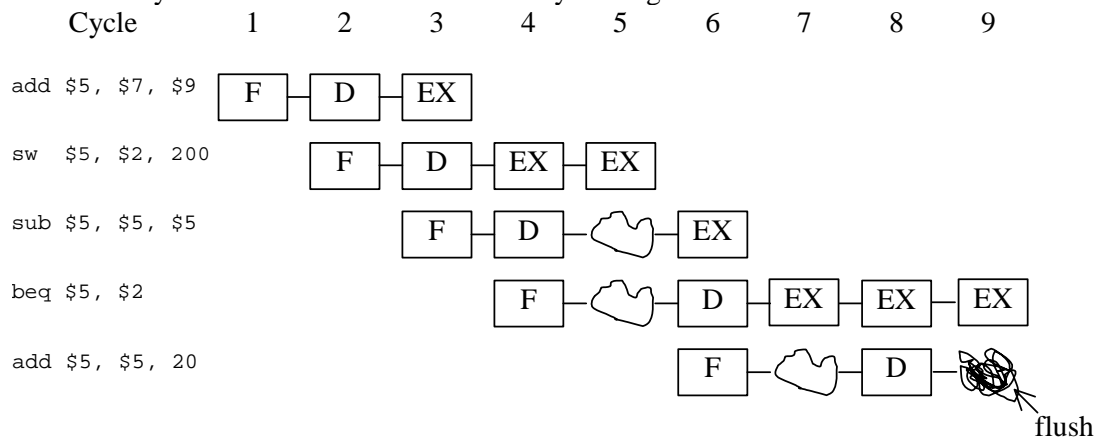 Cycle 1 2 3 4 5 6 7 8 9
add $5, $7, $9 F D EX
sw $5, $2, 200 F D EX EX
sub $5, $5, $5 F D EX
beq $5, $2 F D EX EX EX
add $5, $5, 20 F D
flush